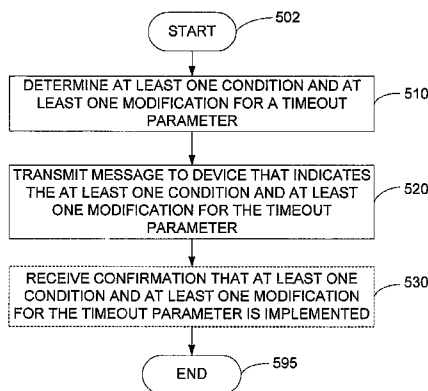 START
502
DETERMINE AT LEAST ONE CONDITION AND AT
LEAST ONE MODIFICATION FOR A TIMEOUT
PARAMETER
510
TRANSMIT MESSAGE TO DEVICE THAT INDICATES
THE AT LEAST ONE CONDITION AND AT LEAST
ONE MODIFICATION FOR THE TIMEOUT
PARAMETER
520
RECEIVE CONFIRMATION THAT AT LEAST ONE
CONDITION AND AT LEAST ONE MODIFICATION
FOR THE TIMEOUT PARAMETER IS IMPLEMENTED
530
END
595